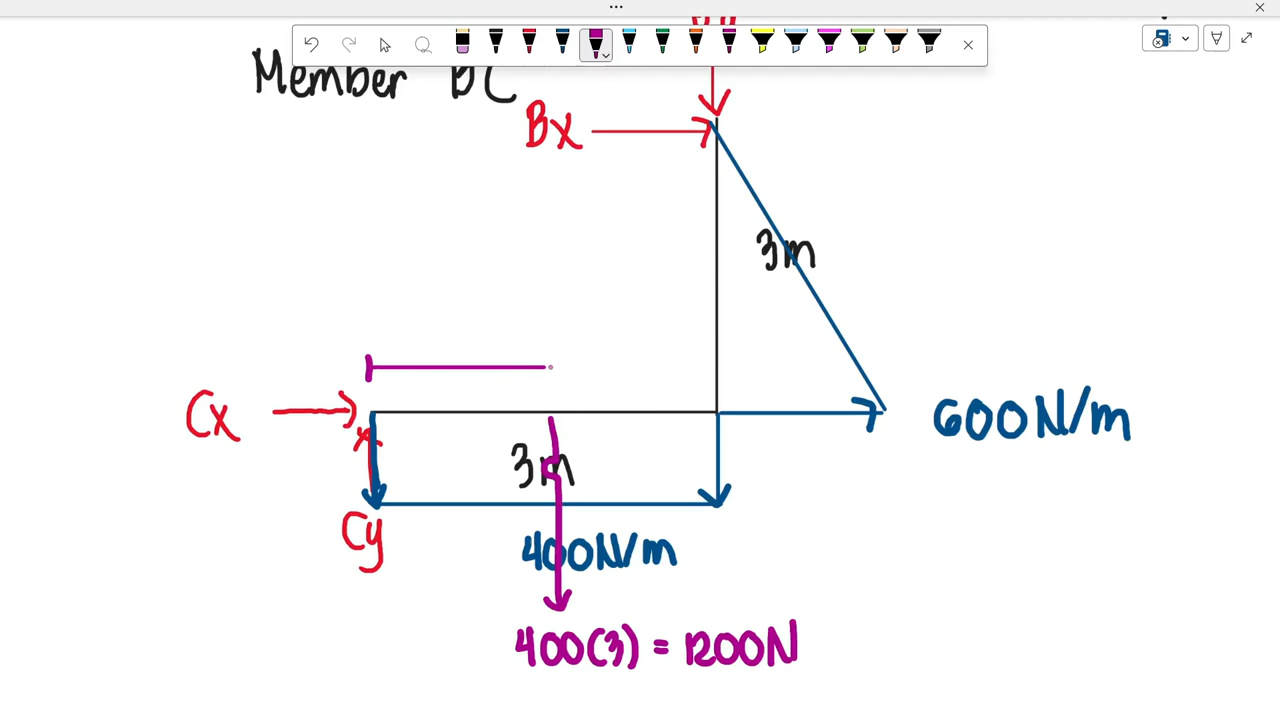 Member BC
Bx
3m
Cx
600N/m
3m
Cy
400N/m
400(3) = 1200N